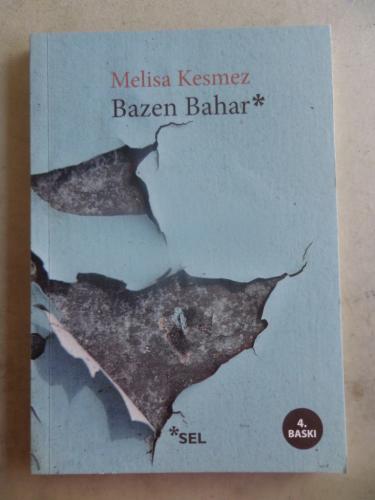 Melisa Kesmez
Bazen Bahar*
*SEL
4.
BASKI